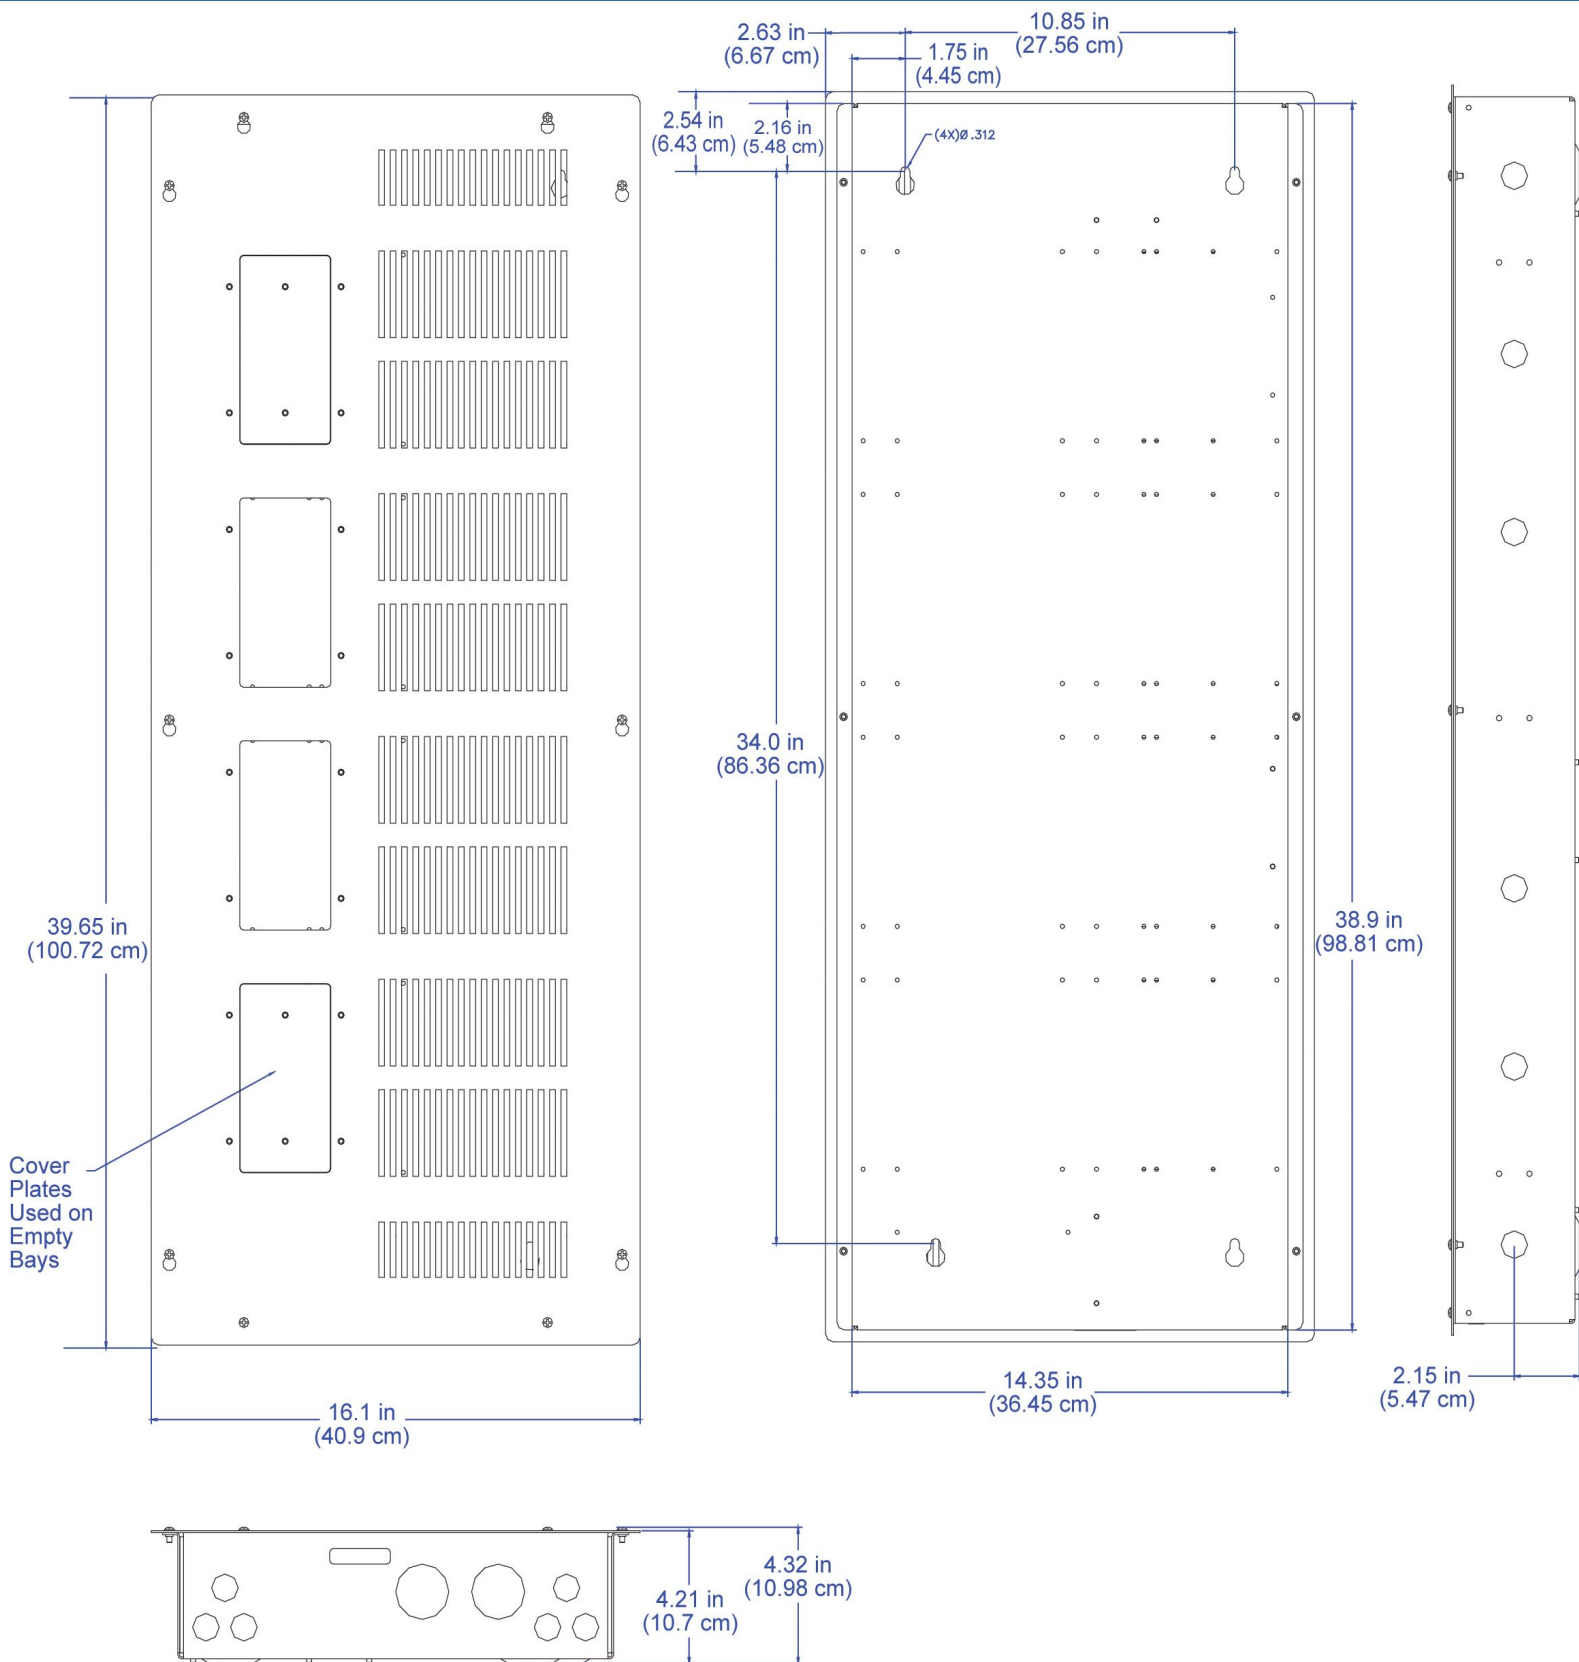 2.63 in
(6.67 cm)
10.85 in
(27.56 cm)
1.75 in
(4.45 cm)
2.54 in
(6.43 cm)
2.16 in
(5.48 cm)
(4X)Ø.312
34.0 in
(86.36 cm)
39.65 in
(100.72 cm)
38.9 in
(98.81 cm)
Cover
Plates
Used on
Empty
Bays
16.1 in
(40.9 cm)
14.35 in
(36.45 cm)
2.15 in
(5.47 cm)
4.21 in
(10.7 cm)
4.32 in
(10.98 cm)